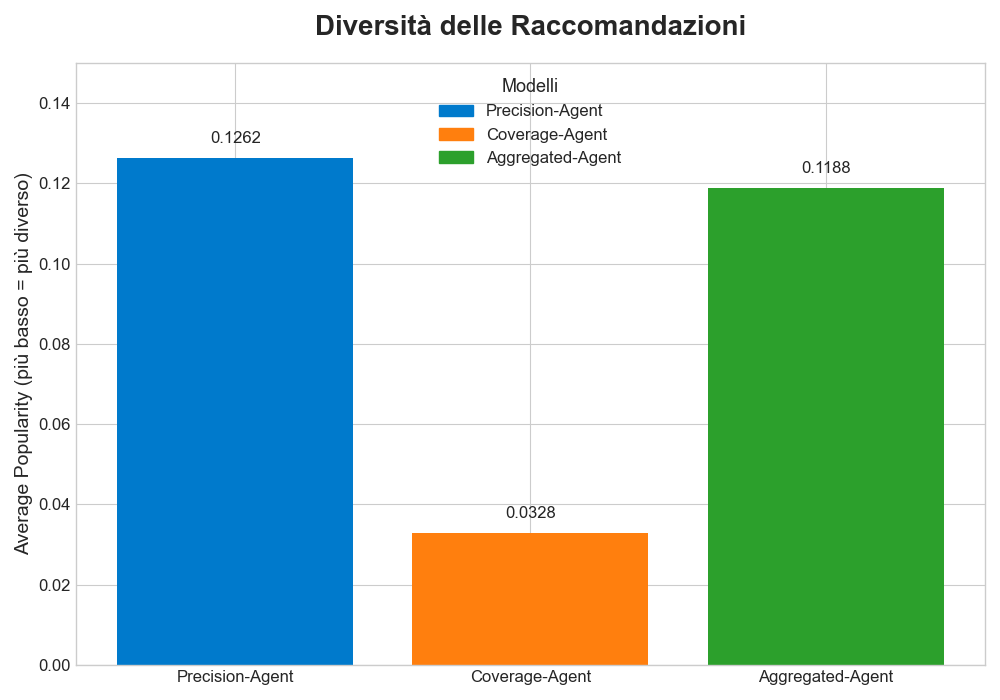 Diversità delle Raccomandazioni
Average Popularity (più basso = più diverso)
0.14
0.12
0.10
0.08
0.06
0.04
0.02
0.00
Modelli
Precision-Agent
Coverage-Agent
Aggregated-Agent
0.1262
0.0328
0.1188
Precision-Agent
Coverage-Agent
Aggregated-Agent